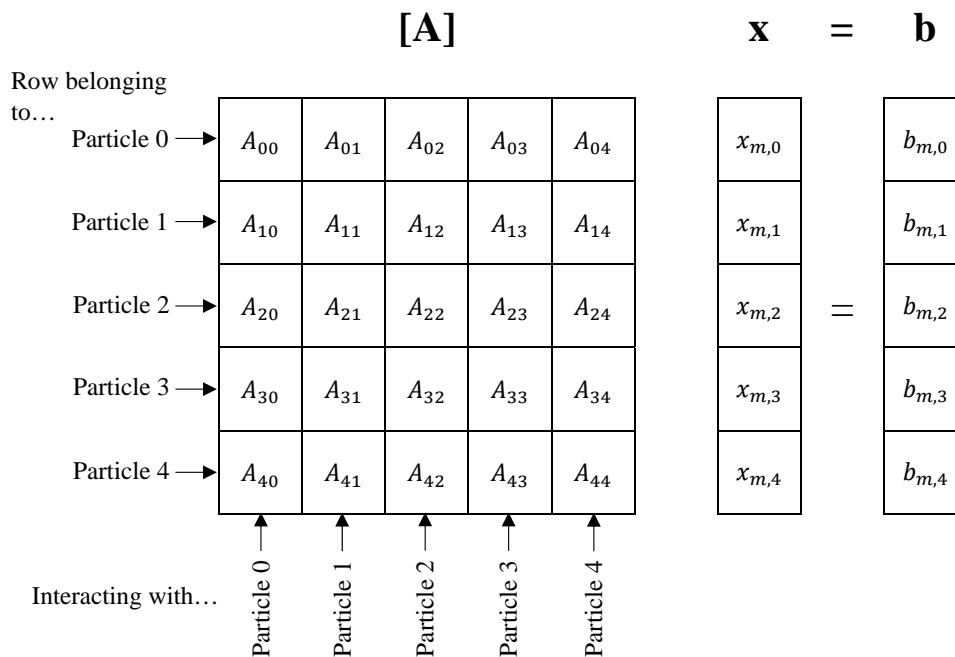 [A] x = b
Row belonging
to…
Particle 0 A₀₀ A₀₁ A₀₂ A₀₃ A₀₄ xₘ,₀ bₘ,₀
Particle 1 A₁₀ A₁₁ A₁₂ A₁₃ A₁₄ xₘ,₁ bₘ,₁
Particle 2 A₂₀ A₂₁ A₂₂ A₂₃ A₂₄ xₘ,₂ = bₘ,₂
Particle 3 A₃₀ A₃₁ A₃₂ A₃₃ A₃₄ xₘ,₃ bₘ,₃
Particle 4 A₄₀ A₄₁ A₄₂ A₄₃ A₄₄ xₘ,₄ bₘ,₄
Interacting with…
Particle 0
Particle 1
Particle 2
Particle 3
Particle 4